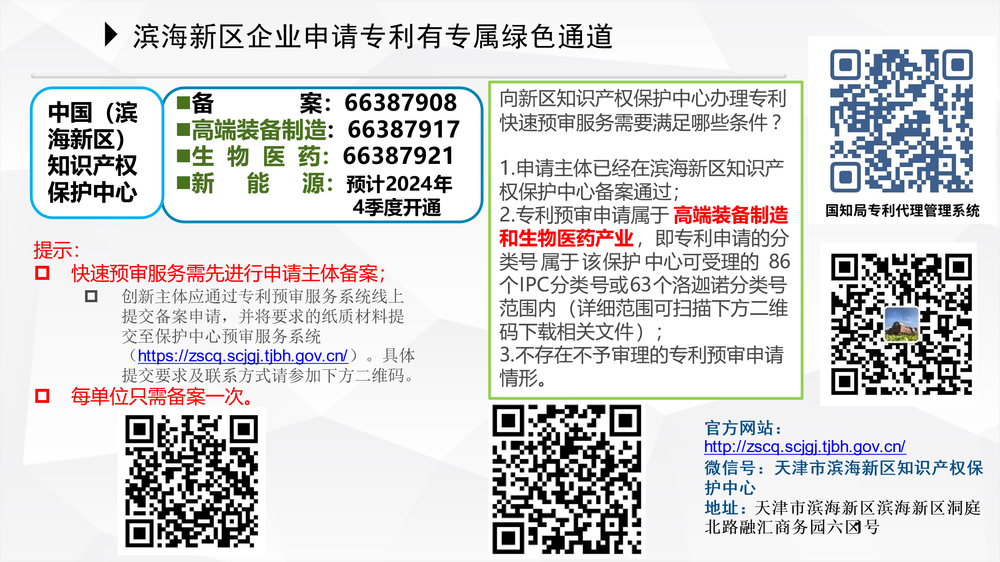 滨海新区企业申请专利有专属绿色通道
中国（滨
海新区）
知识产权
保护中心
备案：66387908
高端装备制造：66387917
生物医药：66387921
新能源：预计2024年
4季度开通
提示：
快速预审服务需先进行申请主体备案；
创新主体应通过专利预审服务系统线上
提交备案申请，并将要求的纸质材料提
交至保护中心预审服务系统
（https://zscq.scjgj.tjbh.gov.cn/）。具体
提交要求及联系方式请参加下方二维码。
每单位只需备案一次。
向新区知识产权保护中心办理专利
快速预审服务需要满足哪些条件？
1.申请主体已经在滨海新区知识产
权保护中心备案通过；
2.专利预审申请属于高端装备制造
和生物医药产业，即专利申请的分
类号属于该保护中心可受理的 86
个IPC分类号或63个洛迦诺分类号
范围内（详细范围可扫描下方二维
码下载相关文件）；
3.不存在不予审理的专利预审申请
情形。
国知局专利代理管理系统
官方网站：
http://zscq.scjgj.tjbh.gov.cn/
微信号：天津市滨海新区知识产权保
护中心
地址：天津市滨海新区滨海新区洞庭
北路融汇商务园六区1号